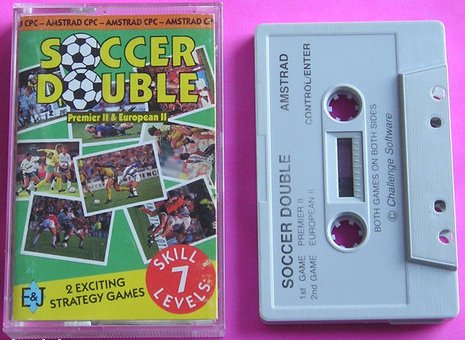 D CPC – AMSTRAD CPC – AMSTRAD CPC – AMSTRAD C
SOCCER
DOUBLE
Premier II & European II
SKILL
7
LEVELS
E&J
2 EXCITING
STRATEGY GAMES
SOCCER DOUBLE AMSTRAD
1st GAME PREMIER II CONTROL/ENTER
2nd GAME EUROPEAN II
BOTH GAMES ON BOTH SIDES
© Challenge Software